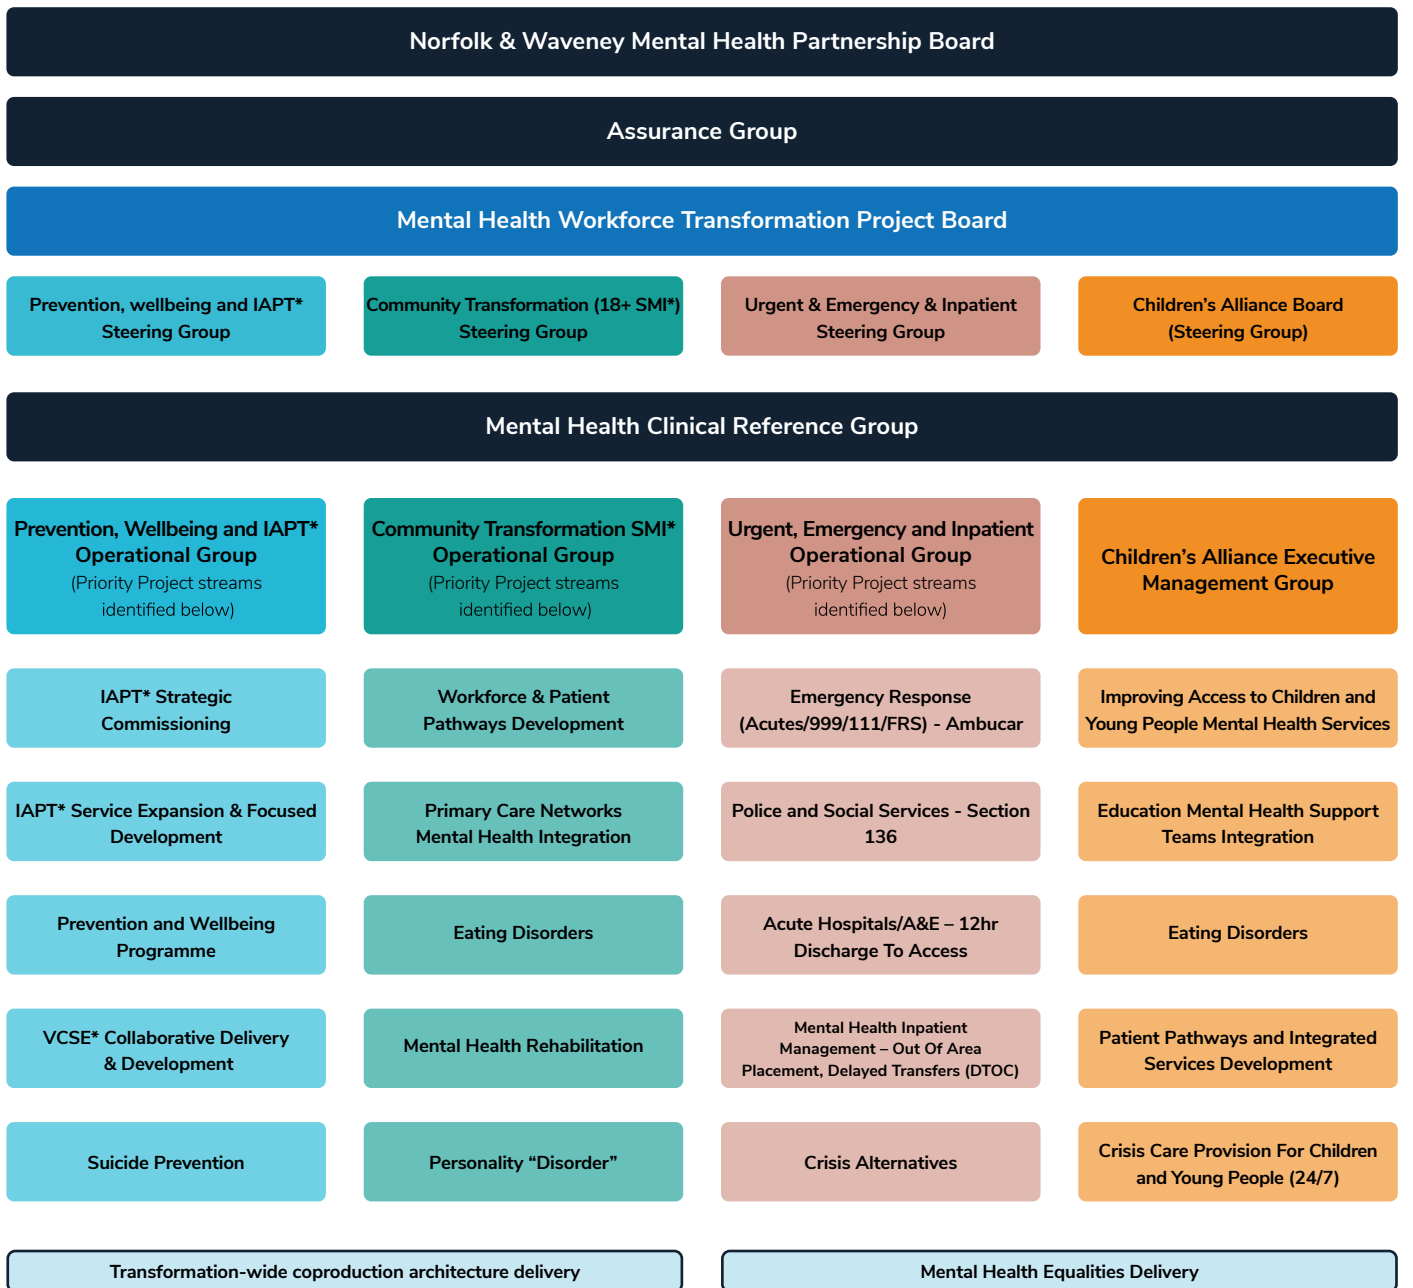 Norfolk & Waveney Mental Health Partnership Board
Assurance Group
Mental Health Workforce Transformation Project Board
Prevention, wellbeing and IAPT*
Steering Group
Community Transformation (18+ SMI*)
Steering Group
Urgent & Emergency & Inpatient
Steering Group
Children’s Alliance Board
(Steering Group)
Mental Health Clinical Reference Group
Prevention, Wellbeing and IAPT*
Operational Group
(Priority Project streams
identified below)
Community Transformation SMI*
Operational Group
(Priority Project streams
identified below)
Urgent, Emergency and Inpatient
Operational Group
(Priority Project streams
identified below)
Children’s Alliance Executive
Management Group
IAPT* Strategic
Commissioning
Workforce & Patient
Pathways Development
Emergency Response
(Acutes/999/111/FRS) - Ambucar
Improving Access to Children and
Young People Mental Health Services
IAPT* Service Expansion & Focused
Development
Primary Care Networks
Mental Health Integration
Police and Social Services - Section
136
Education Mental Health Support
Teams Integration
Prevention and Wellbeing
Programme
Eating Disorders
Acute Hospitals/A&E – 12hr
Discharge To Access
Eating Disorders
VCSE* Collaborative Delivery
& Development
Mental Health Rehabilitation
Mental Health Inpatient
Management – Out Of Area
Placement, Delayed Transfers (DTOC)
Patient Pathways and Integrated
Services Development
Suicide Prevention
Personality “Disorder”
Crisis Alternatives
Crisis Care Provision For Children
and Young People (24/7)
Transformation-wide coproduction architecture delivery
Mental Health Equalities Delivery